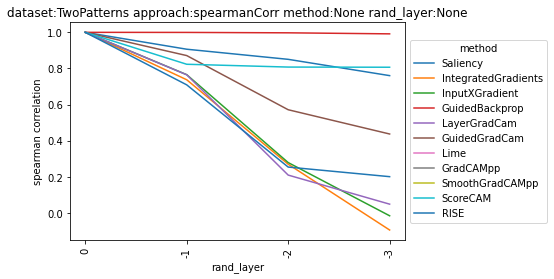 dataset:TwoPatterns approach:spearmanCorr method:None rand_layer:None
1.0
0.8
0.6
0.4
0.2
0.0
spearman correlation
0
-1
-2
-3
rand_layer
method
Saliency
IntegratedGradients
InputXGradient
GuidedBackprop
LayerGradCam
GuidedGradCam
Lime
GradCAMpp
SmoothGradCAMpp
ScoreCAM
RISE